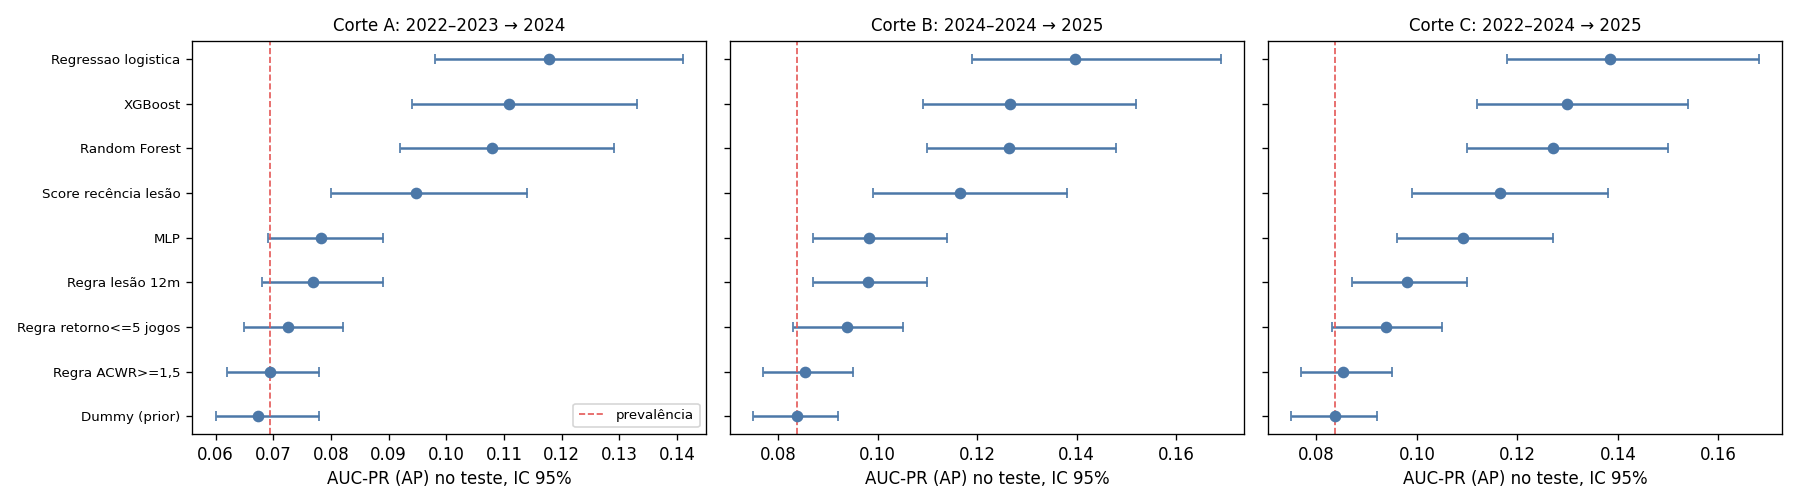 Corte A: 2022–2023 → 2024
Corte B: 2024–2024 → 2025
Corte C: 2022–2024 → 2025
Regressao logistica
XGBoost
Random Forest
Score recência lesão
MLP
Regra lesão 12m
Regra retorno<=5 jogos
Regra ACWR>=1,5
Dummy (prior)
prevalência
0.06 0.07 0.08 0.09 0.10 0.11 0.12 0.13 0.14
0.08 0.10 0.12 0.14 0.16
0.08 0.10 0.12 0.14 0.16
AUC-PR (AP) no teste, IC 95%
AUC-PR (AP) no teste, IC 95%
AUC-PR (AP) no teste, IC 95%